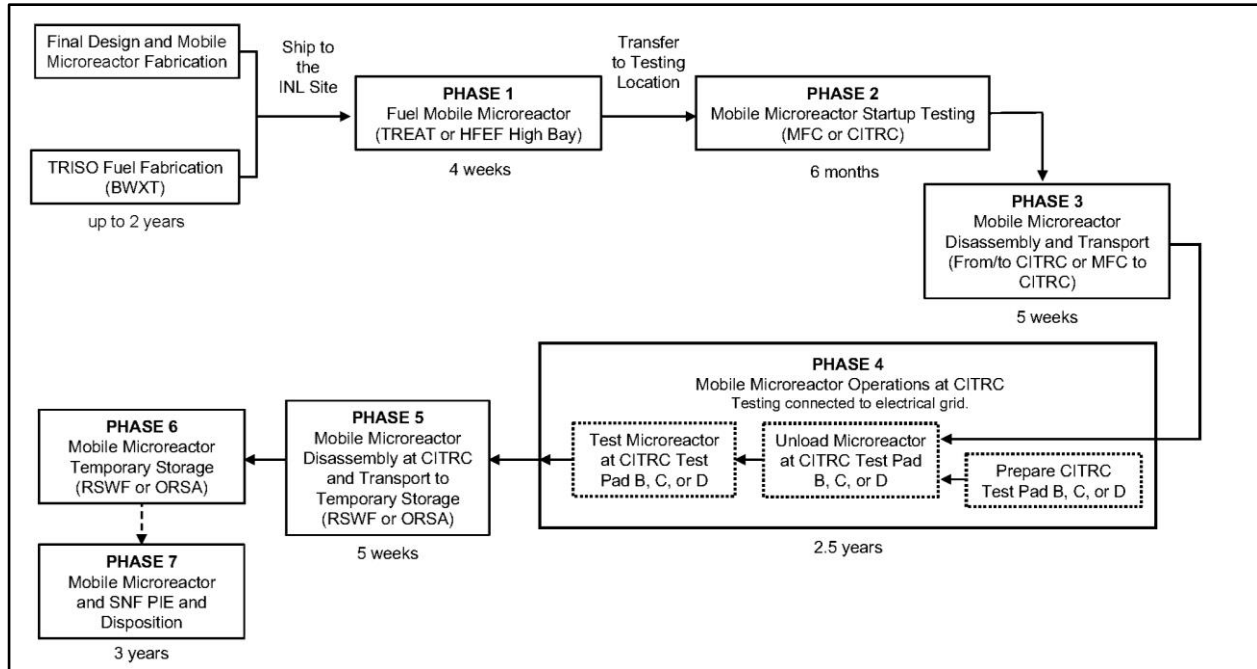 Final Design and Mobile
Microreactor Fabrication
TRISO Fuel Fabrication
(BWXT)
up to 2 years
Ship to
the
INL Site
PHASE 1
Fuel Mobile Microreactor
(TREAT or HFEF High Bay)
4 weeks
Transfer
to Testing
Location
PHASE 2
Mobile Microreactor Startup Testing
(MFC or CITRC)
6 months
PHASE 3
Mobile Microreactor
Disassembly and Transport
(From/to CITRC or MFC to
CITRC)
5 weeks
PHASE 4
Mobile Microreactor Operations at CITRC
Testing connected to electrical grid.
Prepare CITRC
Test Pad B, C, or D
Unload Microreactor
at CITRC Test Pad
B, C, or D
Test Microreactor
at CITRC Test
Pad B, C, or D
2.5 years
PHASE 5
Mobile Microreactor
Disassembly at CITRC
and Transport to
Temporary Storage
(RSWF or ORSA)
5 weeks
PHASE 6
Mobile Microreactor
Temporary Storage
(RSWF or ORSA)
PHASE 7
Mobile Microreactor
and SNF PIE and
Disposition
3 years